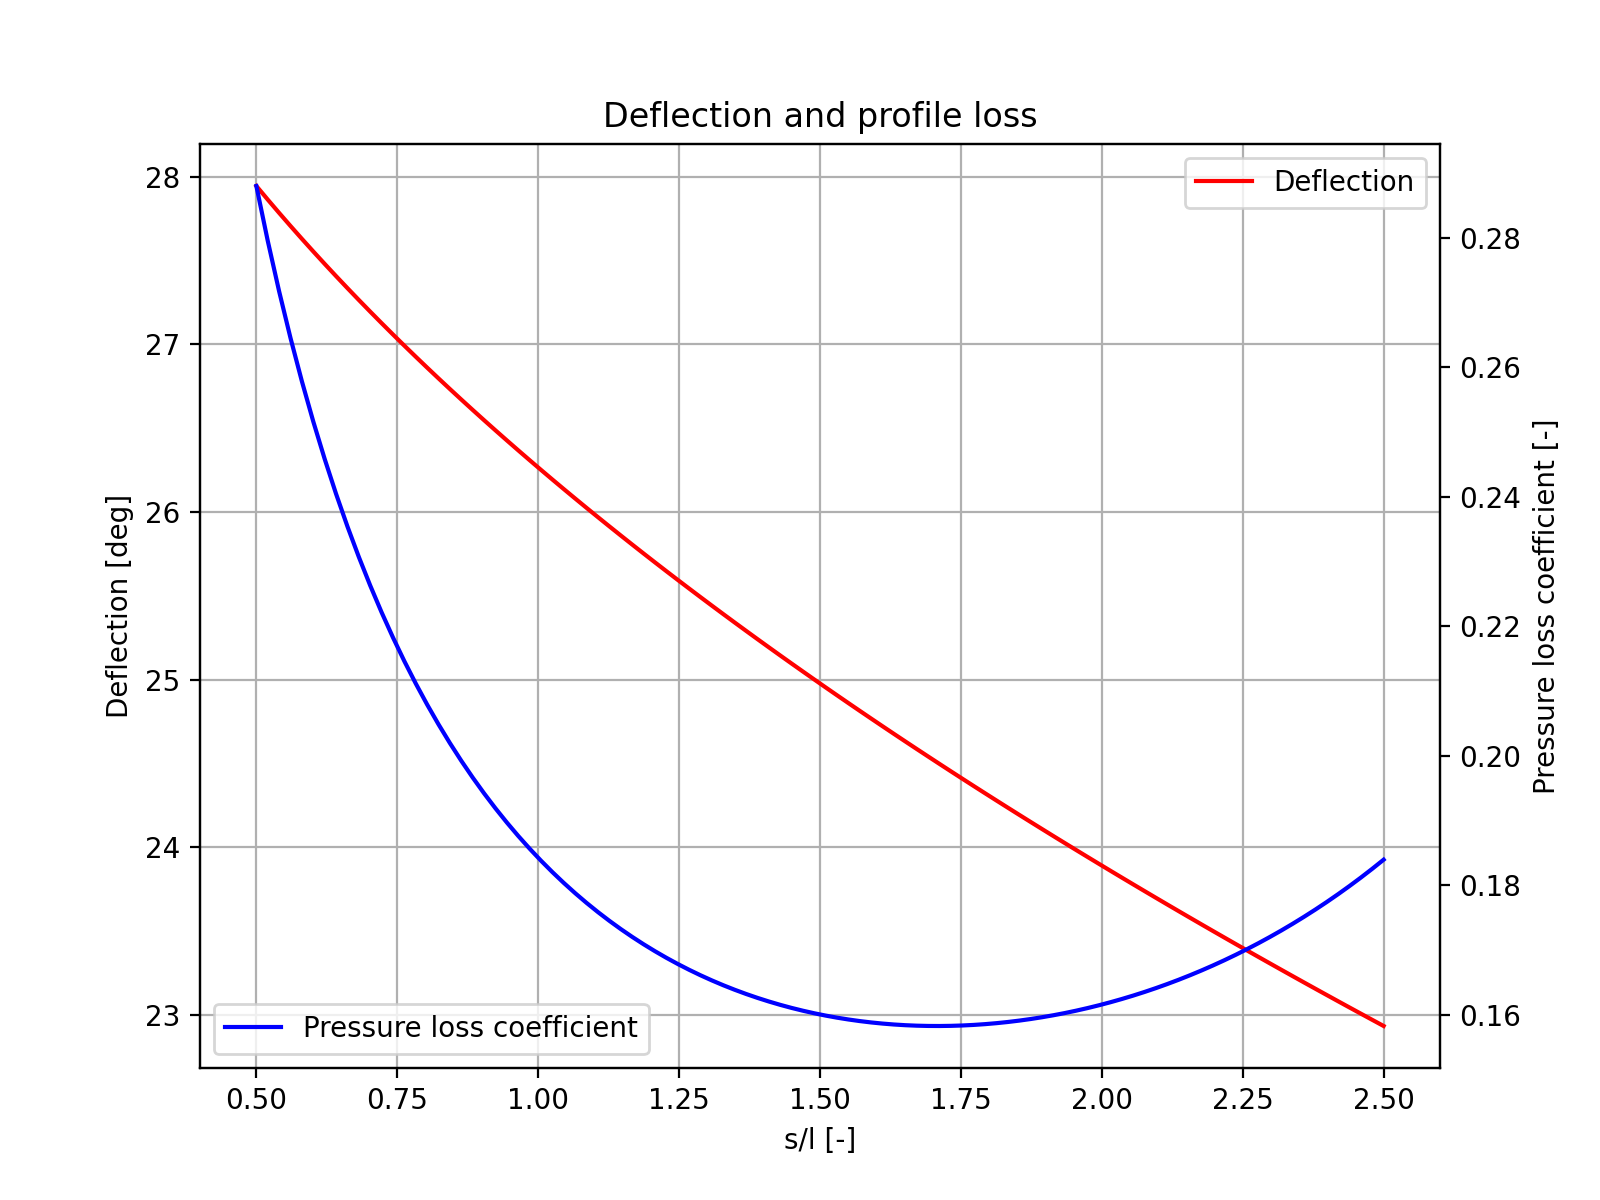 Deflection and profile loss
Deflection
Pressure loss coefficient
Deflection [deg]
28
27
26
25
24
23
Pressure loss coefficient [-]
0.28
0.26
0.24
0.22
0.20
0.18
0.16
0.50 0.75 1.00 1.25 1.50 1.75 2.00 2.25 2.50
s/l [-]